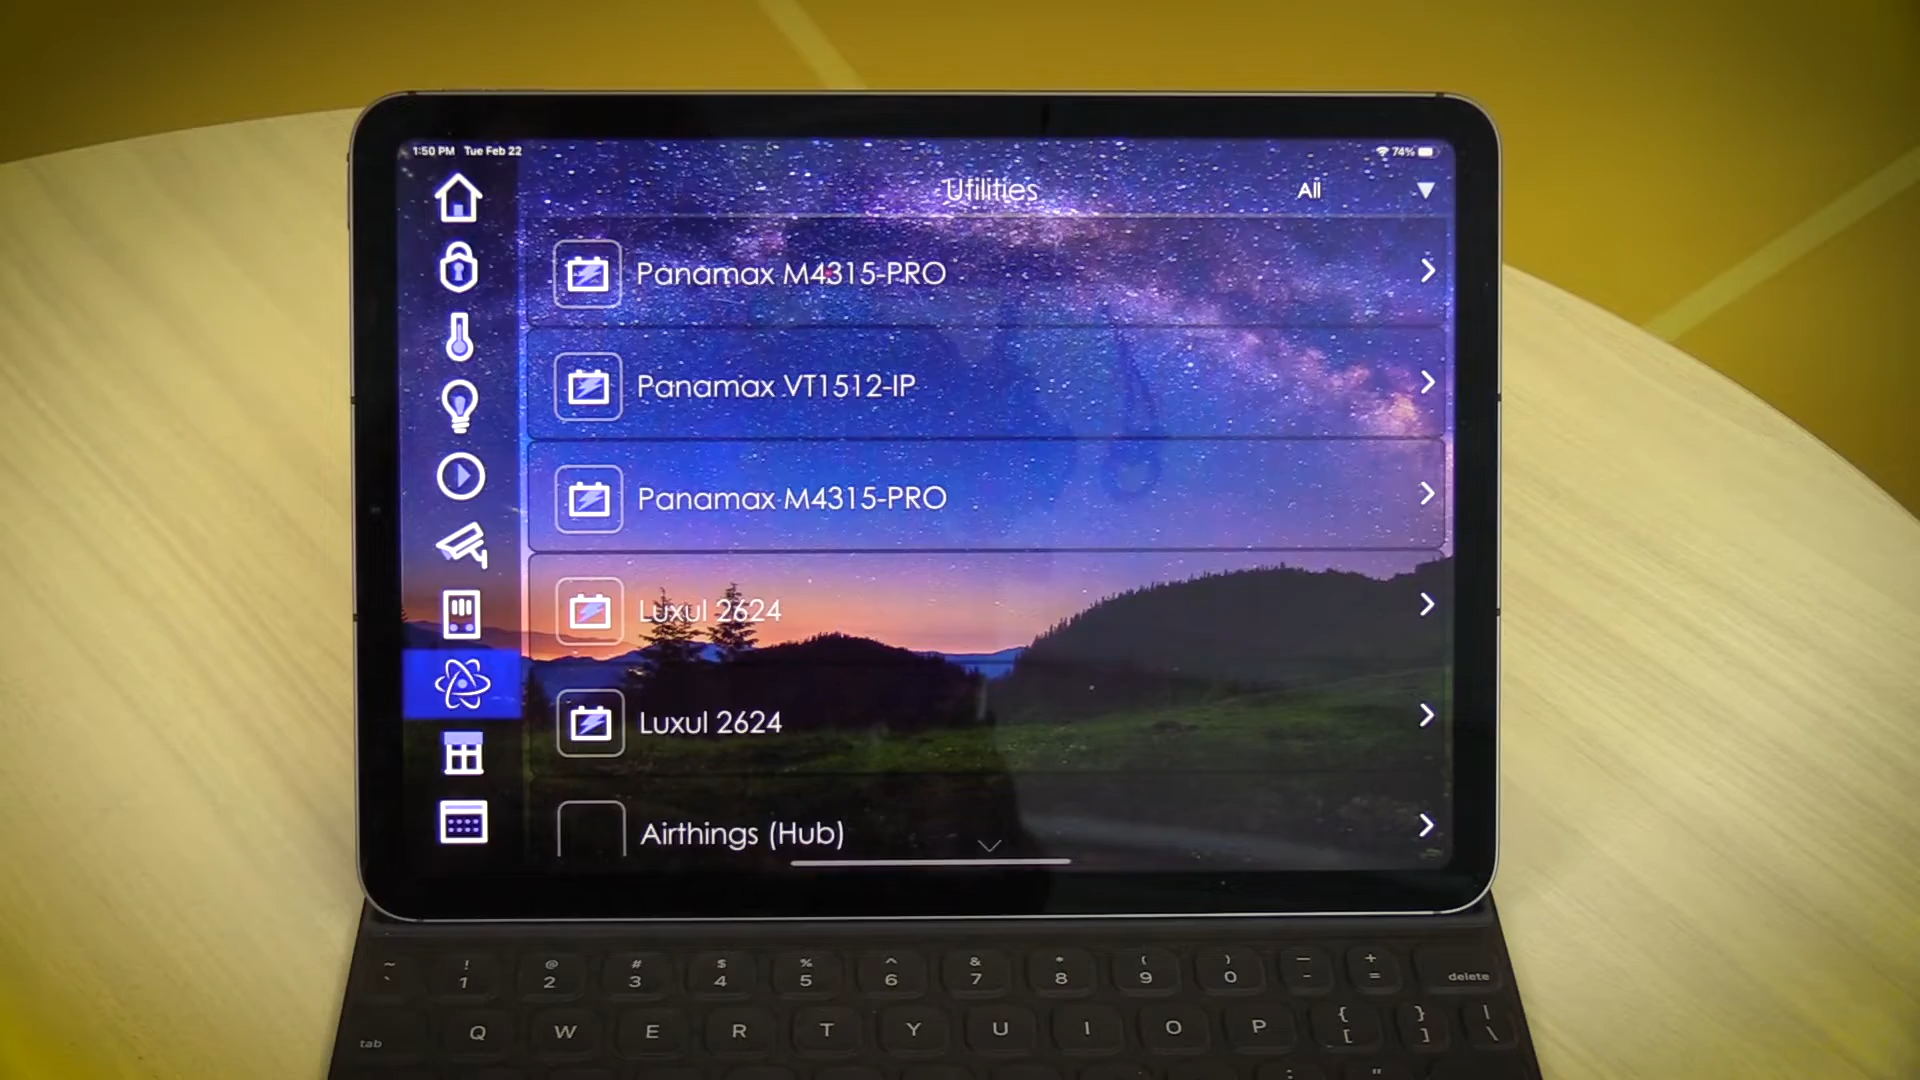 1:50 PM Tue Feb 22
74%
Utilities
All
Panamax M4315-PRO
Panamax VT1512-IP
Panamax M4315-PRO
Luxul 2624
Luxul 2624
Airthings (Hub)
~ ! @ # $ % ^ & * ( ) — +
` 1 2 3 4 5 6 7 8 9 0 - = delete
{ } |
tab Q W E R T Y U I O P [ ] \
: "